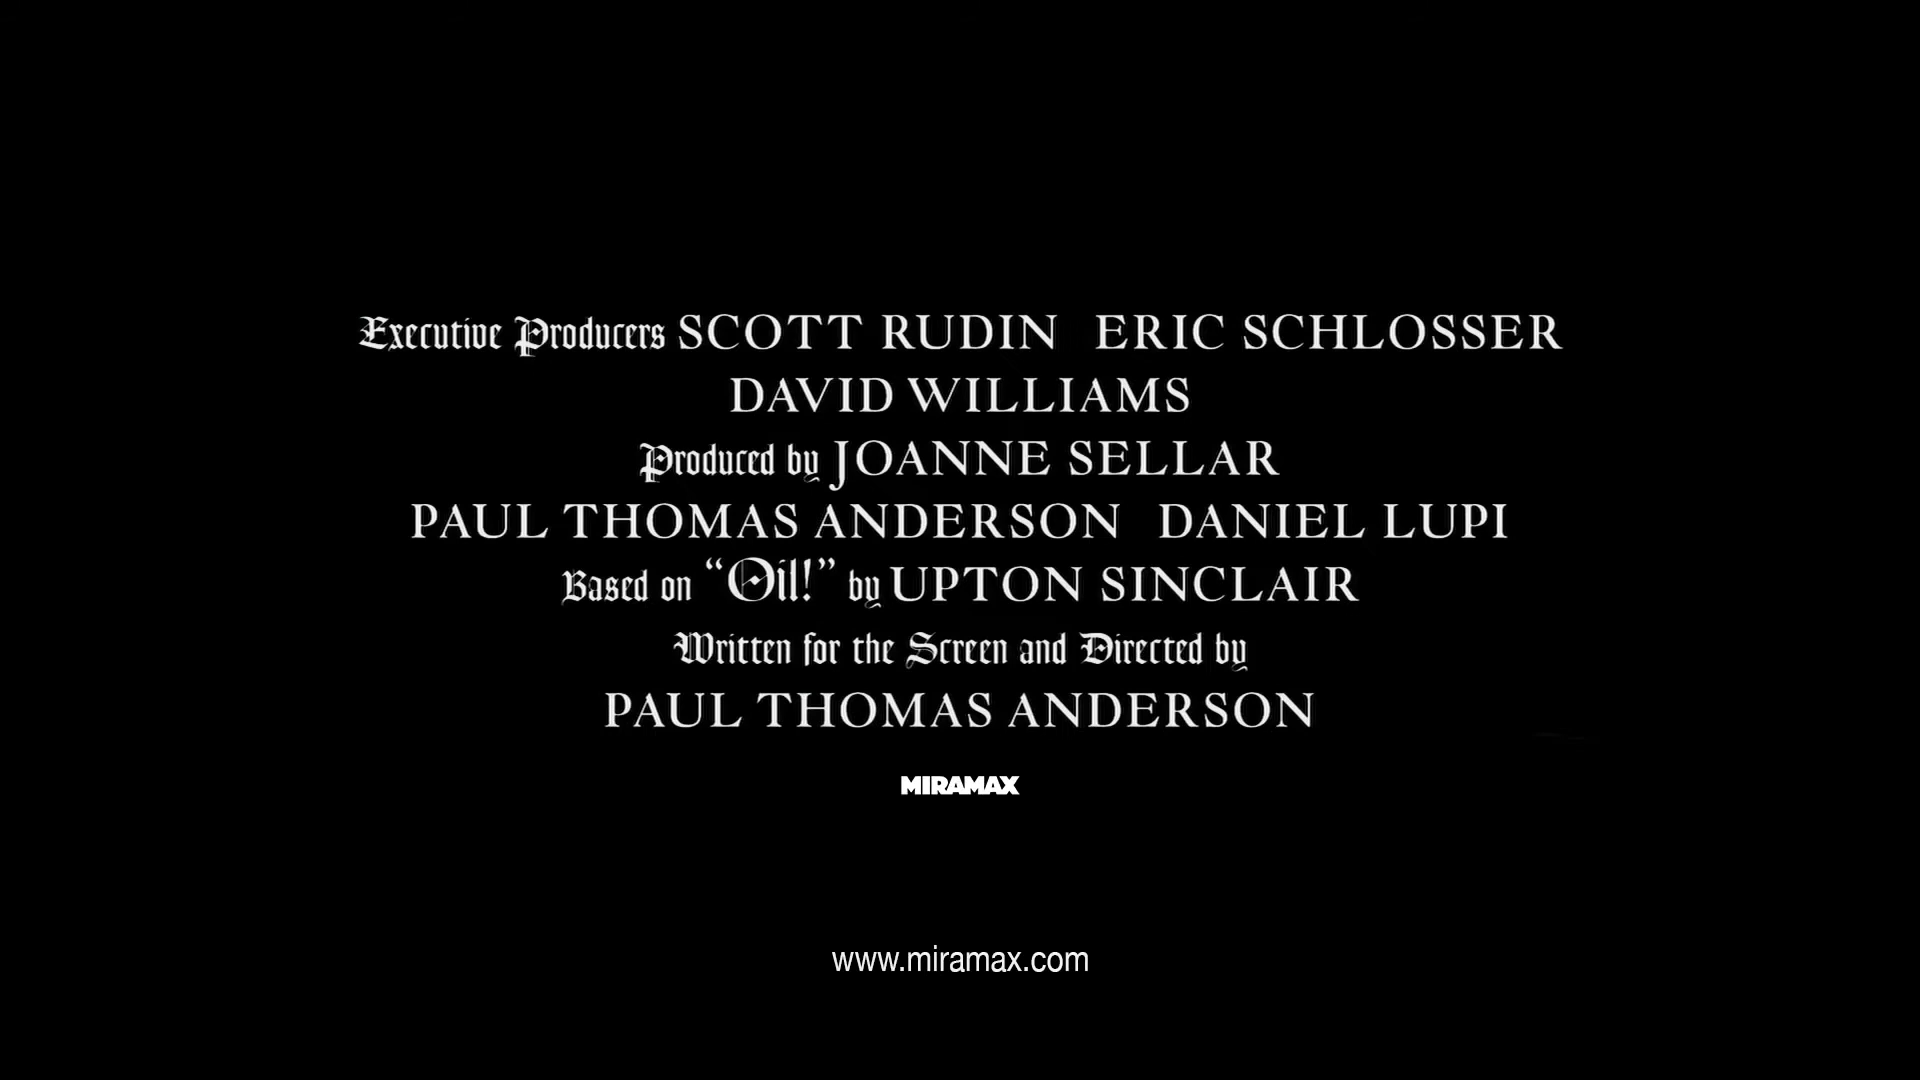 Executive Producers SCOTT RUDIN ERIC SCHLOSSER
DAVID WILLIAMS
Produced by JOANNE SELLAR
PAUL THOMAS ANDERSON DANIEL LUPI
Based on “Oil!” by UPTON SINCLAIR
Written for the Screen and Directed by
PAUL THOMAS ANDERSON
MIRAMAX
www.miramax.com